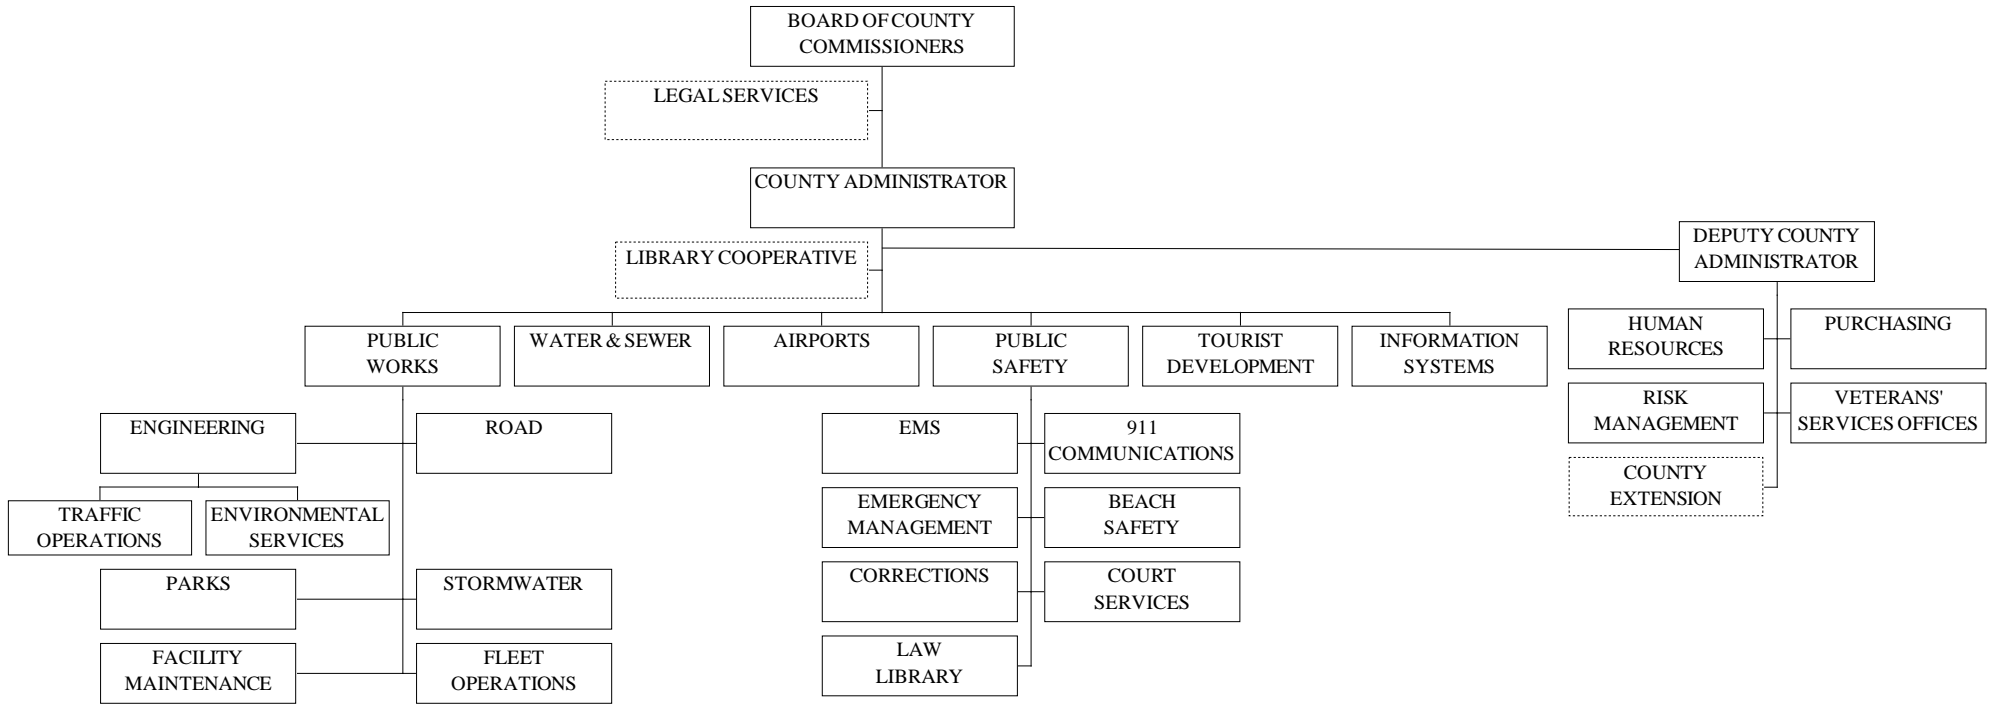 BOARD OF COUNTY
COMMISSIONERS
LEGAL SERVICES
COUNTY ADMINISTRATOR
LIBRARY COOPERATIVE
DEPUTY COUNTY
ADMINISTRATOR
PUBLIC
WORKS
WATER & SEWER
AIRPORTS
PUBLIC
SAFETY
TOURIST
DEVELOPMENT
INFORMATION
SYSTEMS
HUMAN
RESOURCES
PURCHASING
RISK
MANAGEMENT
VETERANS'
SERVICES OFFICES
COUNTY
EXTENSION
ENGINEERING
ROAD
TRAFFIC
OPERATIONS
ENVIRONMENTAL
SERVICES
PARKS
STORMWATER
FACILITY
MAINTENANCE
FLEET
OPERATIONS
EMS
911
COMMUNICATIONS
EMERGENCY
MANAGEMENT
BEACH
SAFETY
CORRECTIONS
COURT
SERVICES
LAW
LIBRARY